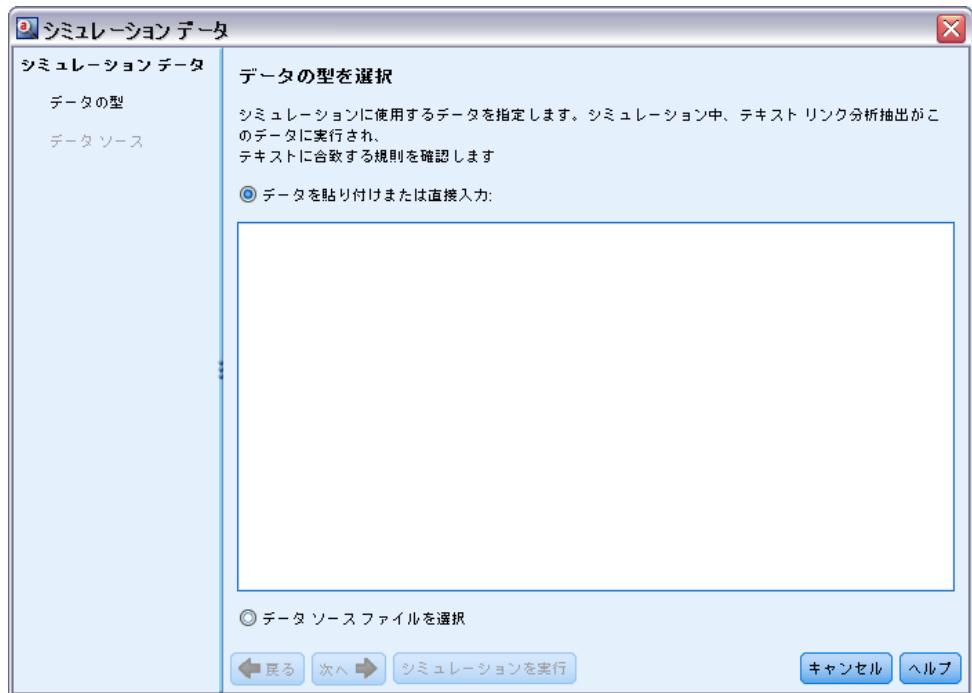 シミュレーション データ
シミュレーション データ
データの型
データ ソース
データの型を選択
シミュレーションに使用するデータを指定します。シミュレーション中、テキスト リンク分析抽出がこ
のデータに実行され、
テキストに合致する規則を確認します
データを貼り付けまたは直接入力:
データ ソース ファイルを選択
戻る 次へ シミュレーションを実行 キャンセル ヘルプ